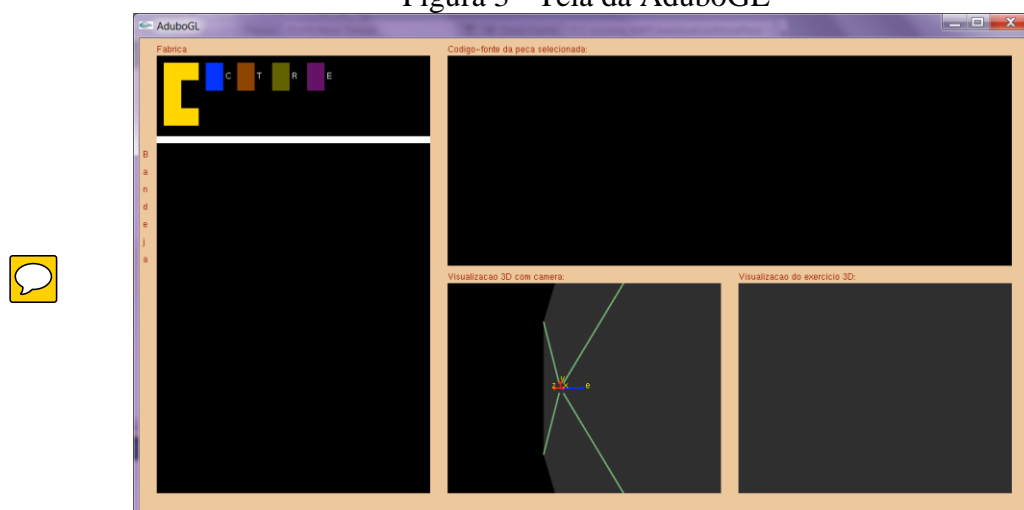 Figura 3 - Tela da AduboGL
AduboGL
Fabrica
C T R E
Bandeja
Codigo-fonte da peca selecionada:
Visualizacao 3D com camera:
z y x e
Visualizacao do exercicio 3D: